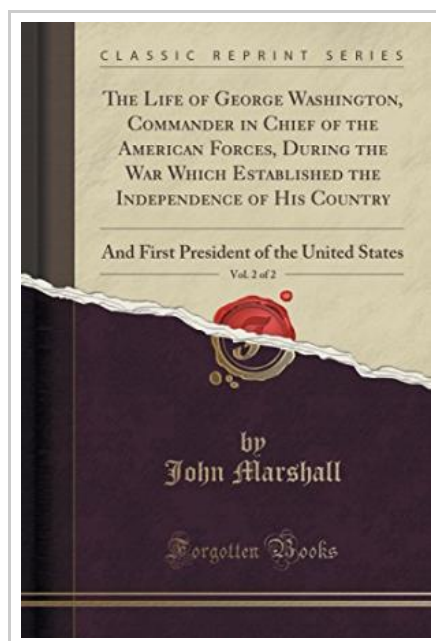 CLASSIC REPRINT SERIES
THE LIFE OF GEORGE WASHINGTON,
COMMANDER IN CHIEF OF THE
AMERICAN FORCES, DURING THE
WAR WHICH ESTABLISHED THE
INDEPENDENCE OF HIS COUNTRY
And First President of the United States
Vol. 2 of 2
by
John Marshall
Forgotten Books